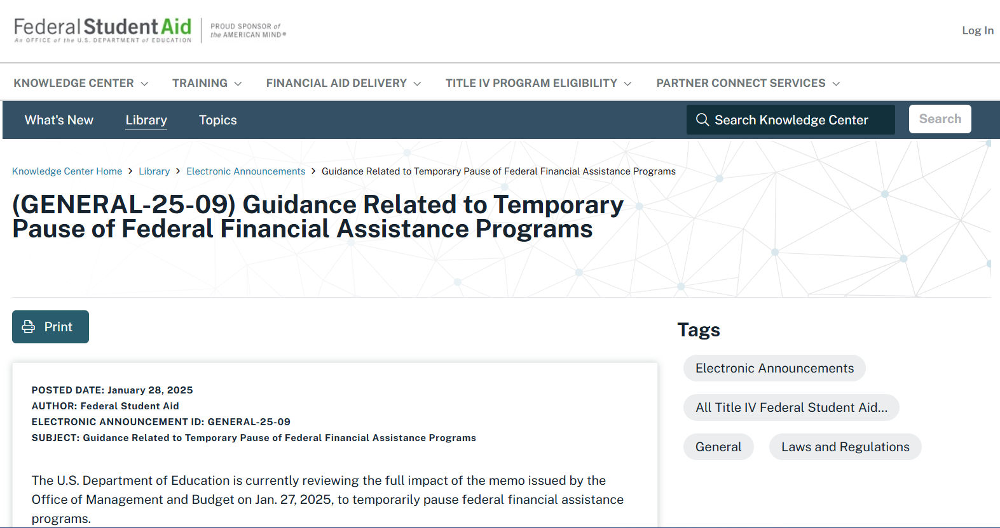 Federal Student Aid
An OFFICE of the U.S. DEPARTMENT of EDUCATION
PROUD SPONSOR of
the AMERICAN MIND®
Log In
KNOWLEDGE CENTER
TRAINING
FINANCIAL AID DELIVERY
TITLE IV PROGRAM ELIGIBILITY
PARTNER CONNECT SERVICES
What's New
Library
Topics
Search Knowledge Center
Search
Knowledge Center Home > Library > Electronic Announcements > Guidance Related to Temporary Pause of Federal Financial Assistance Programs
(GENERAL-25-09) Guidance Related to Temporary
Pause of Federal Financial Assistance Programs
Print
POSTED DATE: January 28, 2025
AUTHOR: Federal Student Aid
ELECTRONIC ANNOUNCEMENT ID: GENERAL-25-09
SUBJECT: Guidance Related to Temporary Pause of Federal Financial Assistance Programs
The U.S. Department of Education is currently reviewing the full impact of the memo issued by the
Office of Management and Budget on Jan. 27, 2025, to temporarily pause federal financial assistance
programs.
Tags
Electronic Announcements
All Title IV Federal Student Aid...
General
Laws and Regulations